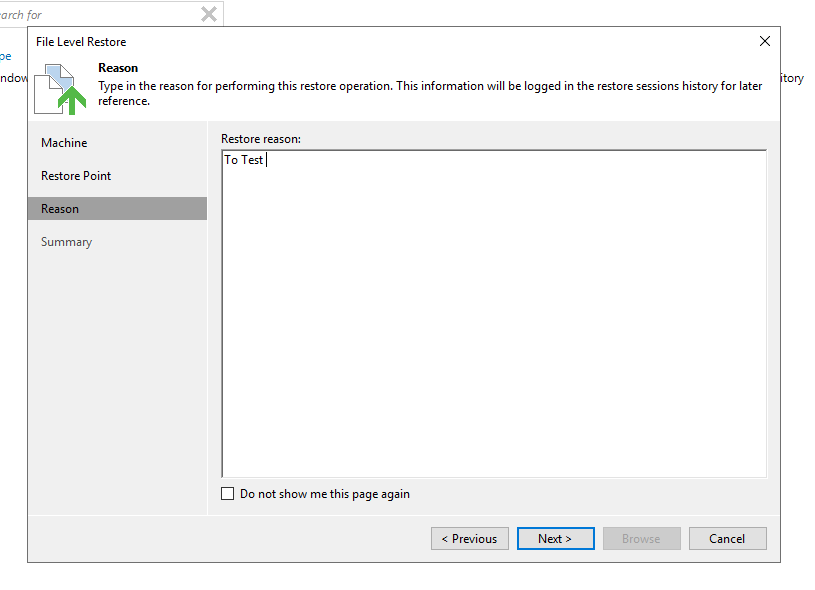 arch for
File Level Restore
Reason
Type in the reason for performing this restore operation. This information will be logged in the restore sessions history for later
reference.
pe
ndow
itory
Machine
Restore Point
Reason
Summary
Restore reason:
To Test
Do not show me this page again
< Previous
Next >
Browse
Cancel